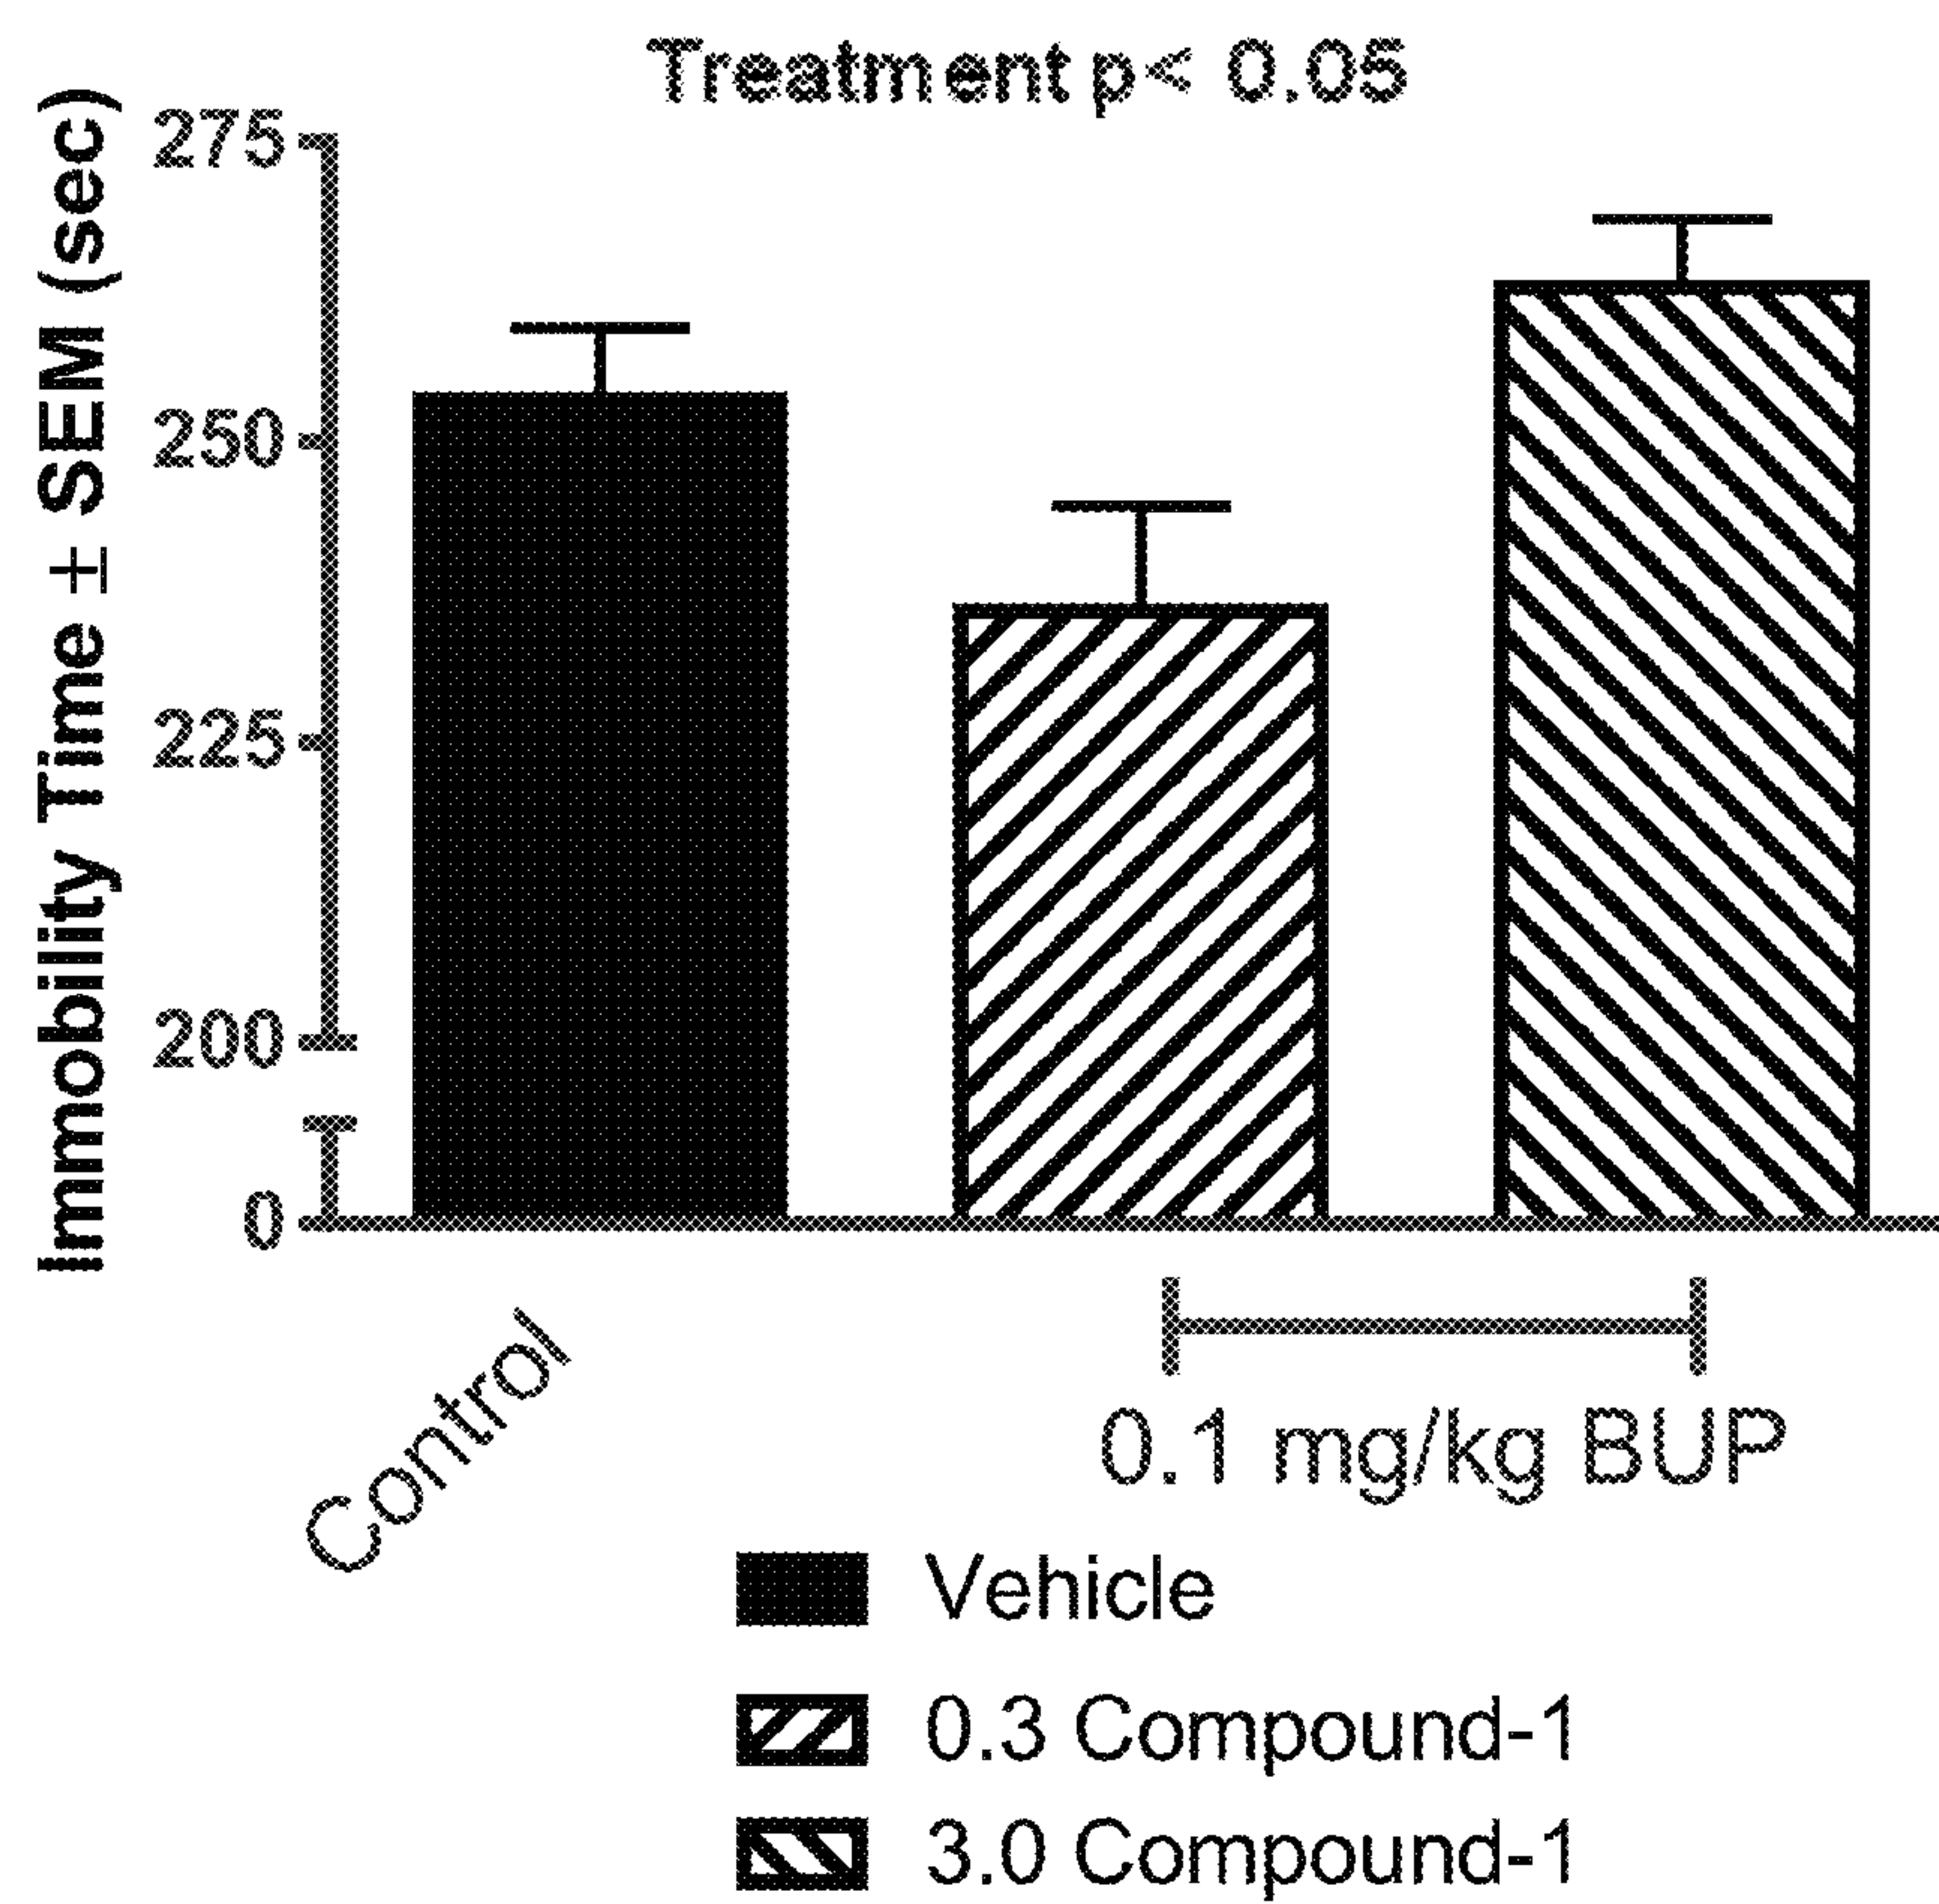 Treatment p< 0.05
Immobility Time ± SEM (sec)
275
250
225
200
0
Control
0.1 mg/kg BUP
Vehicle
0.3 Compound-1
3.0 Compound-1